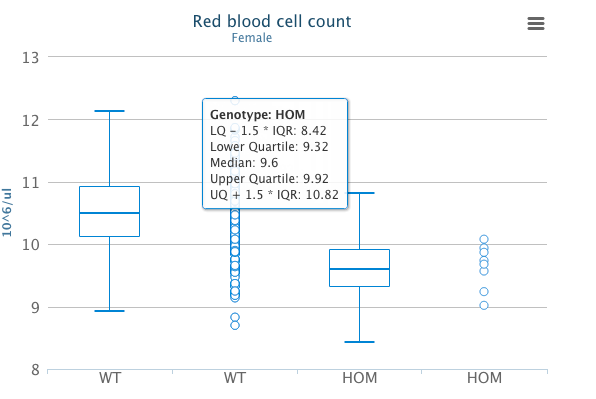 Red blood cell count
Female
13
12
11
10
9
8
10^6/ul
Genotype: HOM
LQ - 1.5 * IQR: 8.42
Lower Quartile: 9.32
Median: 9.6
Upper Quartile: 9.92
UQ + 1.5 * IQR: 10.82
WT WT HOM HOM